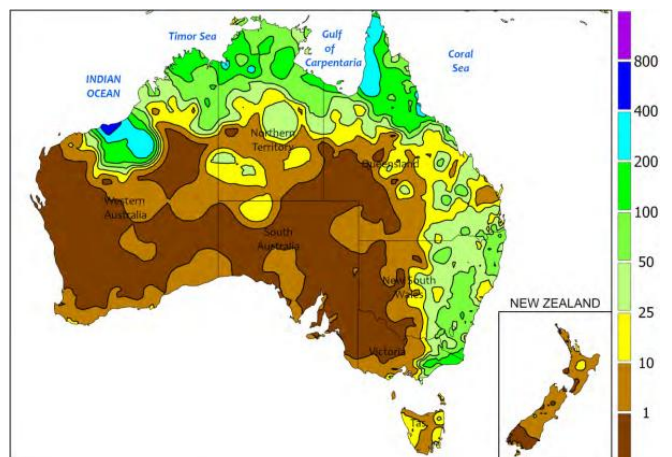 Timor Sea
Gulf
of
Carpentaria
Coral
Sea
INDIAN
OCEAN
Northern
Territory
Queensland
Western
Australia
South
Australia
New South
Wales
Victoria
Tas
NEW ZEALAND
800
400
200
100
50
25
10
1